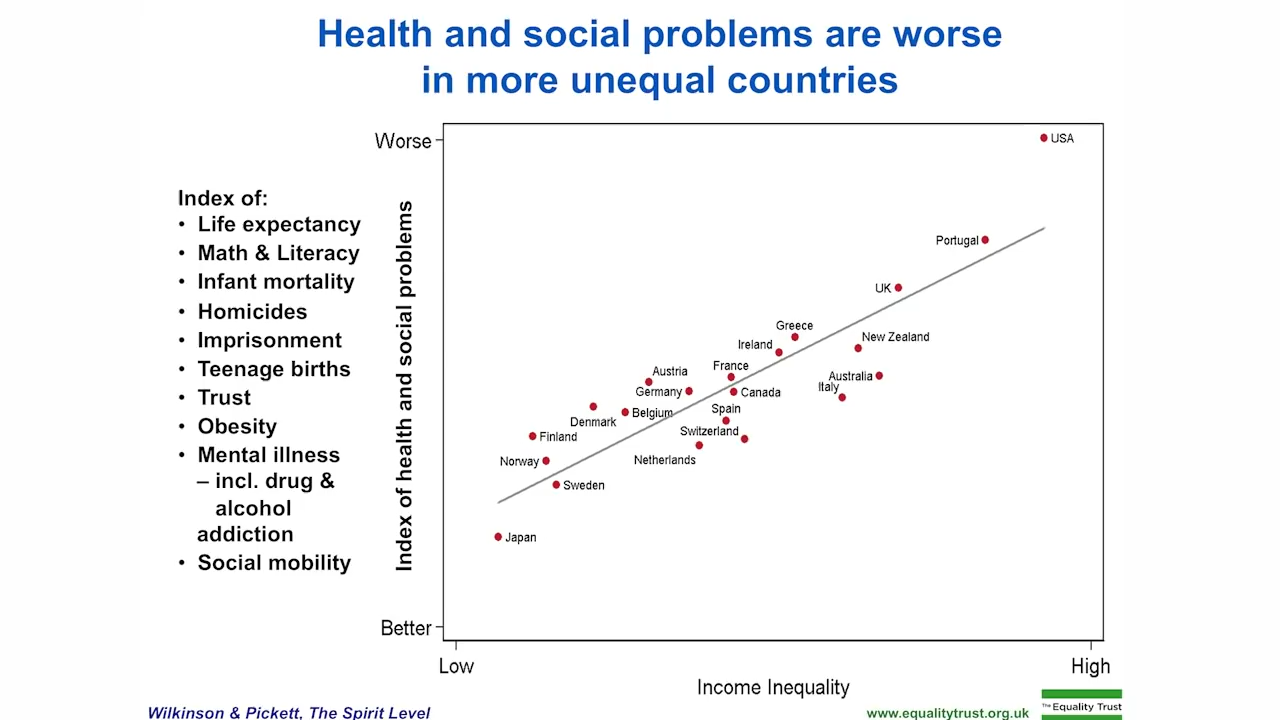 Health and social problems are worse
in more unequal countries
Index of:
• Life expectancy
• Math & Literacy
• Infant mortality
• Homicides
• Imprisonment
• Teenage births
• Trust
• Obesity
• Mental illness
– incl. drug &
alcohol
addiction
• Social mobility
Index of health and social problems
Worse
Better
USA
Portugal
UK
Greece
New Zealand
Ireland
France
Austria
Australia
Italy
Germany
Canada
Spain
Belgium
Denmark
Switzerland
Finland
Netherlands
Norway
Sweden
Japan
Low
High
Income Inequality
Wilkinson & Pickett, The Spirit Level
www.equalitytrust.org.uk
The Equality Trust